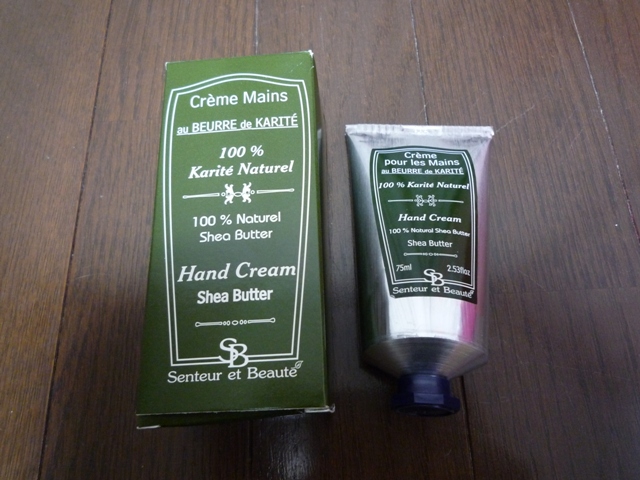 Crème Mains
au BEURRE de KARITÉ
100 %
Karité Naturel
100 % Naturel
Shea Butter
Hand Cream
Shea Butter
SB
Senteur et Beauté
Crème
pour les Mains
au BEURRE de KARITÉ
100 % Karité Naturel
Hand Cream
100 % Natural Shea Butter
Shea Butter
75ml 2.53floz
SB
Senteur et Beauté